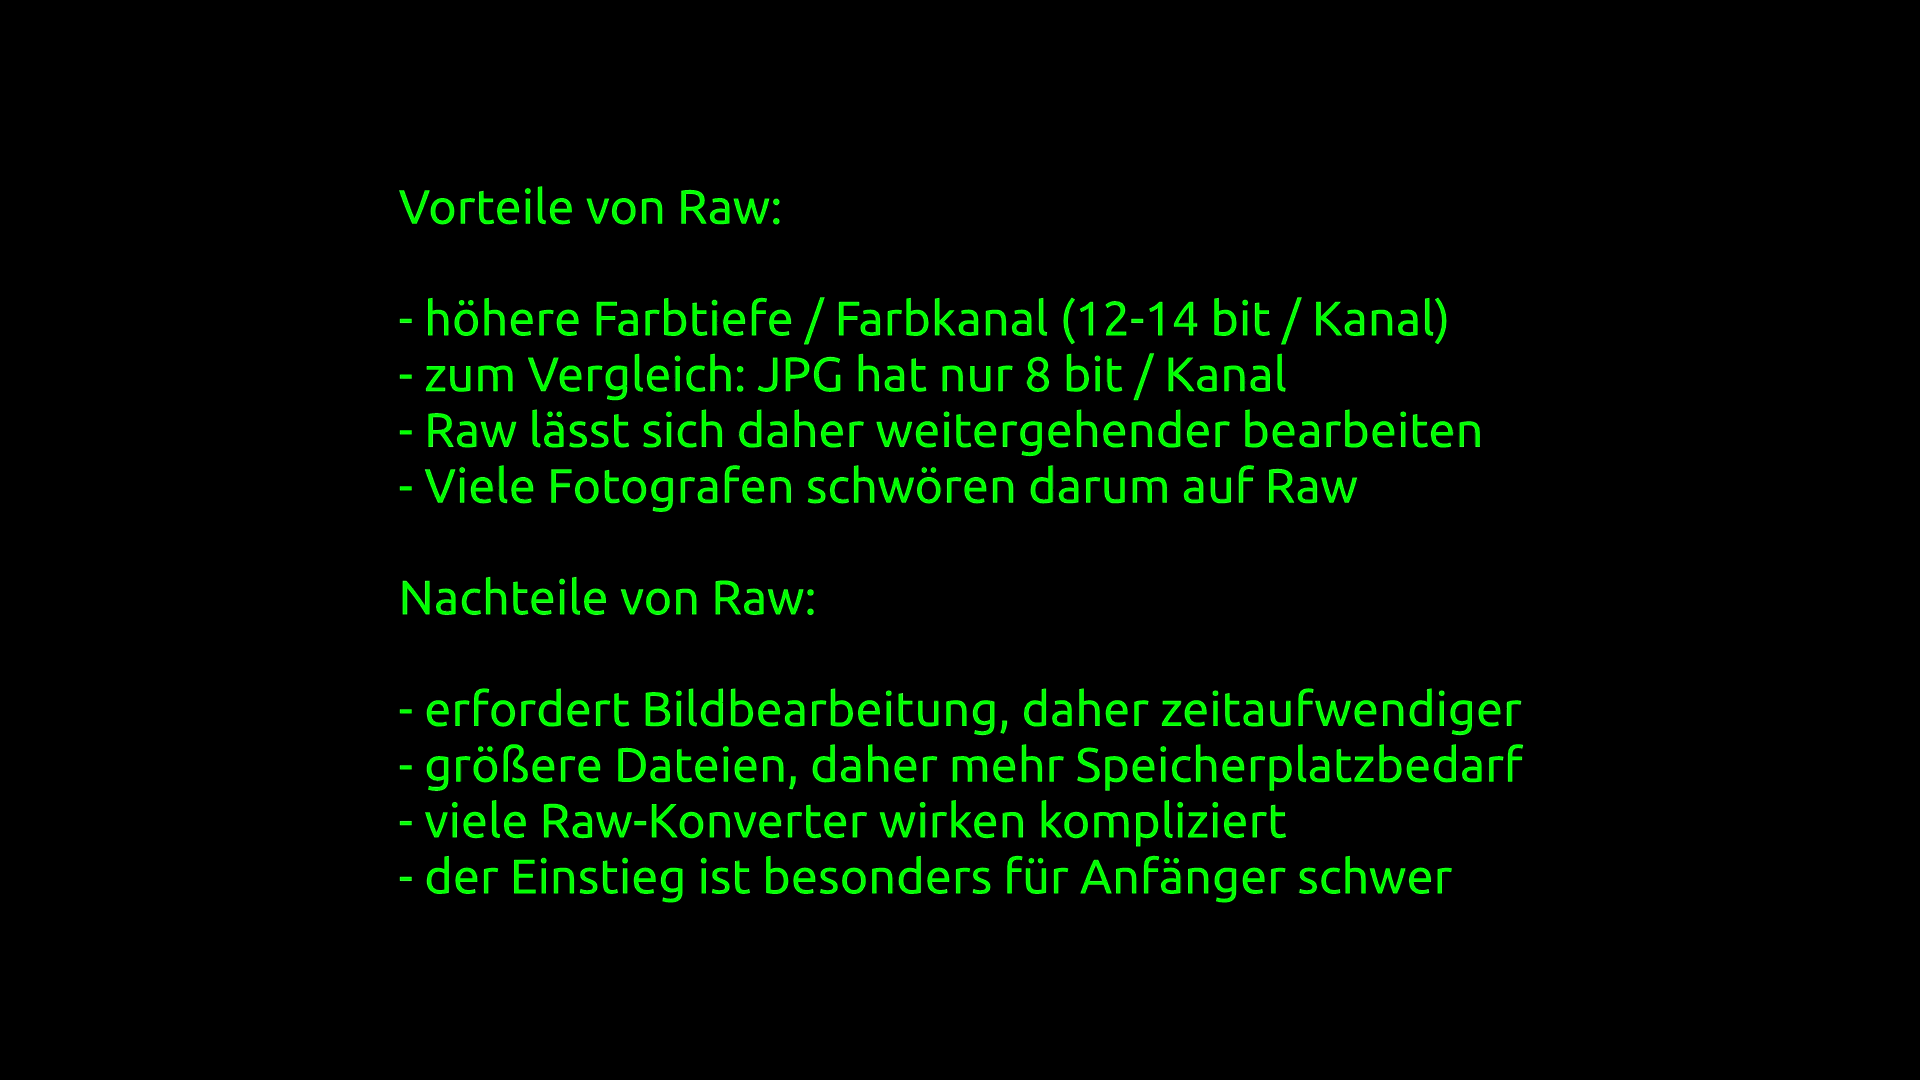 Vorteile von Raw:
- höhere Farbtiefe / Farbkanal (12-14 bit / Kanal)
- zum Vergleich: JPG hat nur 8 bit / Kanal
- Raw lässt sich daher weitergehender bearbeiten
- Viele Fotografen schwören darum auf Raw
Nachteile von Raw:
- erfordert Bildbearbeitung, daher zeitaufwendiger
- größere Dateien, daher mehr Speicherplatzbedarf
- viele Raw-Konverter wirken kompliziert
- der Einstieg ist besonders für Anfänger schwer